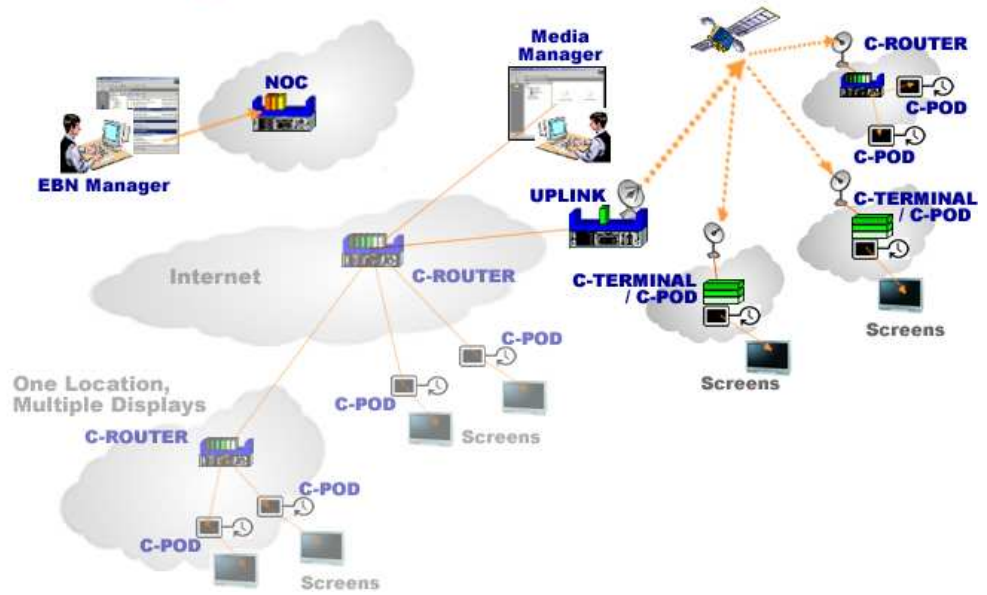 Media
Manager
C-ROUTER
NOC
C-POD
C-POD
EBN Manager
UPLINK
C-TERMINAL
/ C-POD
Internet
C-ROUTER
C-TERMINAL
/ C-POD
Screens
C-POD
Screens
One Location,
Multiple Displays
C-POD
C-ROUTER
Screens
C-POD
C-POD
Screens